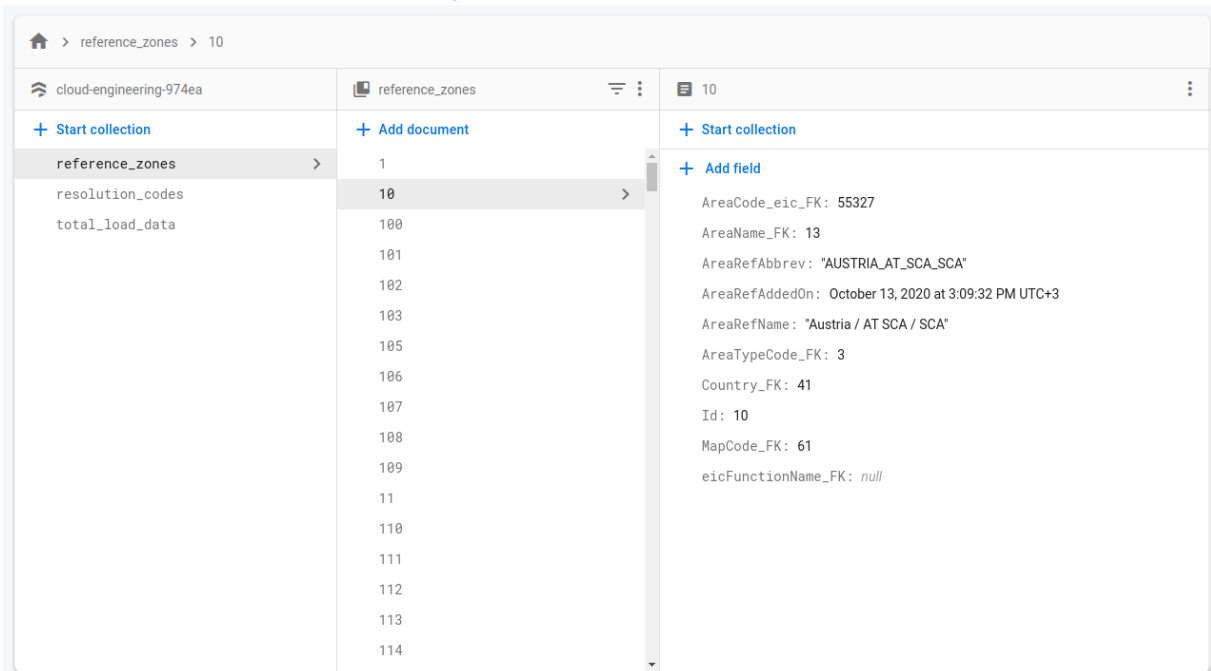 reference_zones > 10
cloud-engineering-974ea
+ Start collection
reference_zones
resolution_codes
total_load_data
reference_zones
+ Add document
1
10
100
101
102
103
105
106
107
108
109
11
110
111
112
113
114
10
+ Start collection
+ Add field
AreaCode_eic_FK: 55327
AreaName_FK: 13
AreaRefAbbrev: "AUSTRIA_AT_SCA_SCA"
AreaRefAddedOn: October 13, 2020 at 3:09:32 PM UTC+3
AreaRefName: "Austria / AT SCA / SCA"
AreaTypeCode_FK: 3
Country_FK: 41
Id: 10
MapCode_FK: 61
eicFunctionName_FK: null